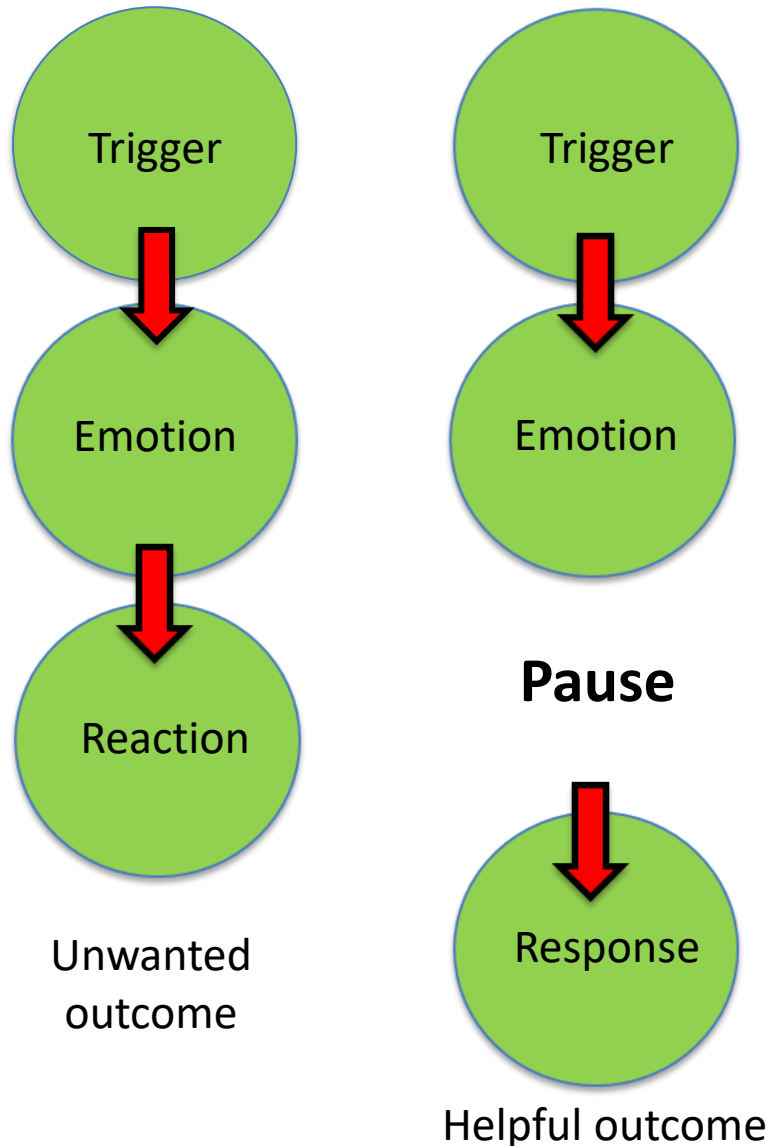 Trigger
Emotion
Reaction
Unwanted
outcome
Trigger
Emotion
Pause
Response
Helpful outcome